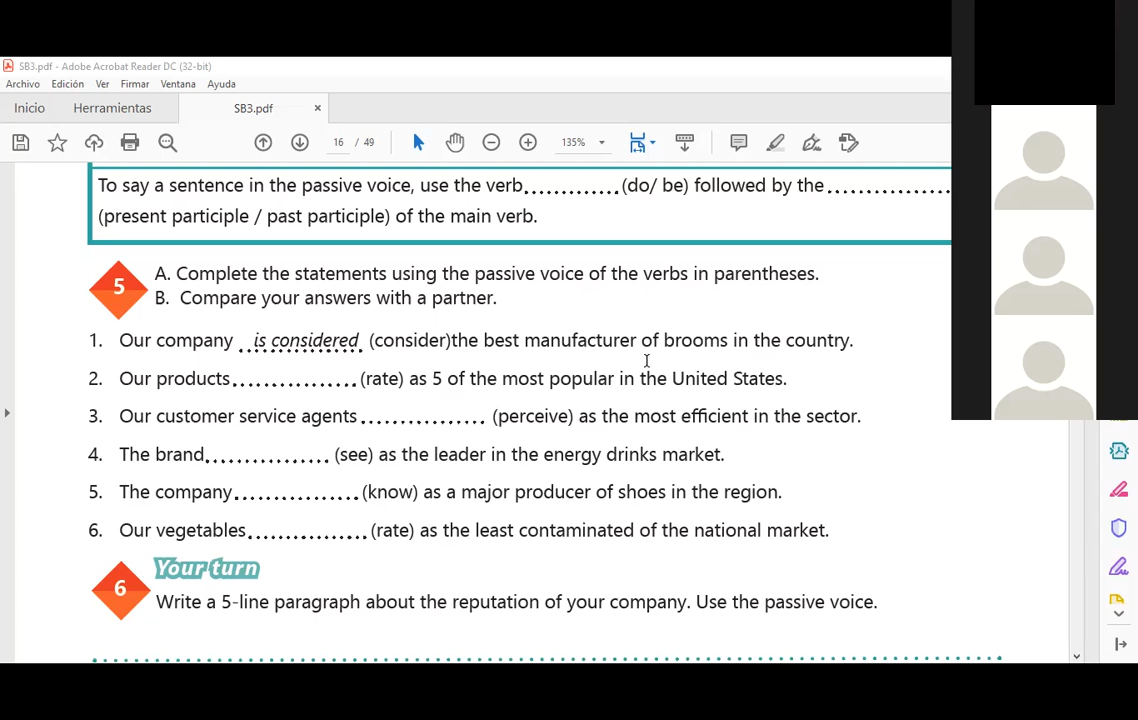 SB3.pdf - Adobe Acrobat Reader DC (32-bit)
Archivo Edición Ver Firmar Ventana Ayuda
Inicio Herramientas SB3.pdf ×
16 / 49 135%
To say a sentence in the passive voice, use the verb............(do/ be) followed by the ................
(present participle / past participle) of the main verb.
5 A. Complete the statements using the passive voice of the verbs in parentheses.
B. Compare your answers with a partner.
1. Our company is considered (consider)the best manufacturer of brooms in the country.
2. Our products................(rate) as 5 of the most popular in the United States.
3. Our customer service agents ................ (perceive) as the most efficient in the sector.
4. The brand................ (see) as the leader in the energy drinks market.
5. The company................(know) as a major producer of shoes in the region.
6. Our vegetables................(rate) as the least contaminated of the national market.
Your turn
6 Write a 5-line paragraph about the reputation of your company. Use the passive voice.